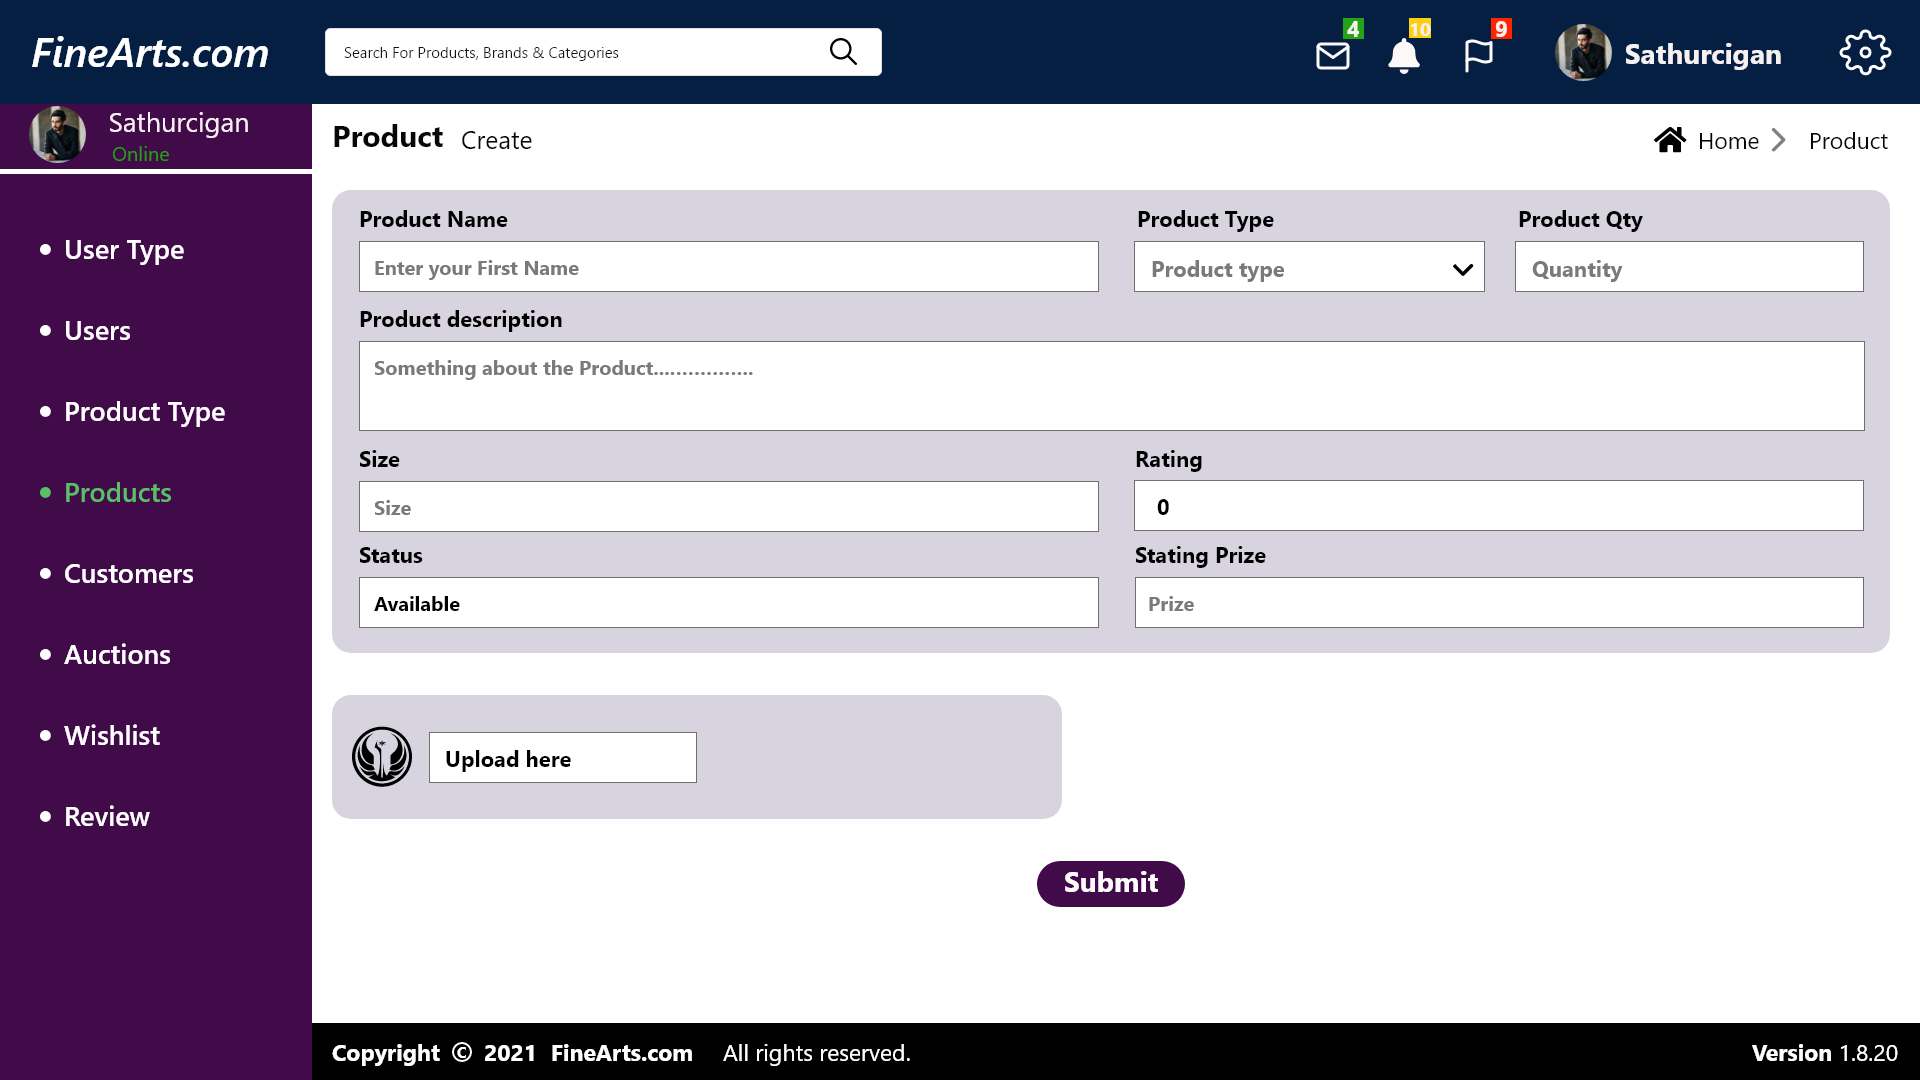 FineArts.com
Search For Products, Brands & Categories
4
10
9
Sathurcigan
Sathurcigan
Online
Product Create
Home Product
User Type
Users
Product Type
Products
Customers
Auctions
Wishlist
Review
Product Name
Product Type
Product Qty
Enter your First Name
Product type
Quantity
Product description
Something about the Product................
Size
Rating
Size
0
Status
Stating Prize
Available
Prize
Upload here
Submit
Copyright © 2021 FineArts.com All rights reserved.
Version 1.8.20